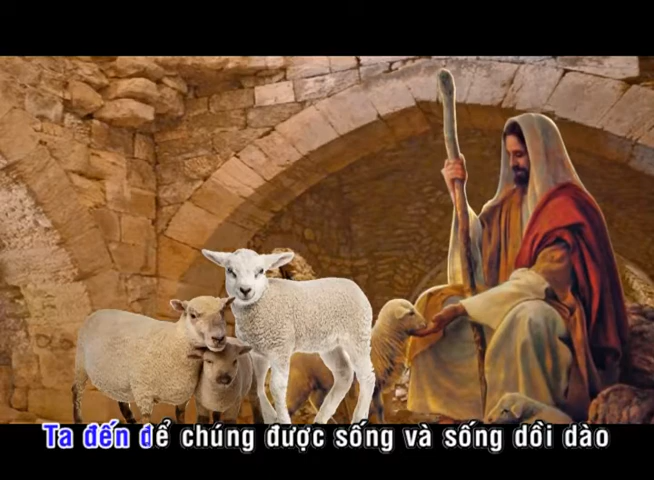 Ta đến để chúng được sống và sống dồi dào